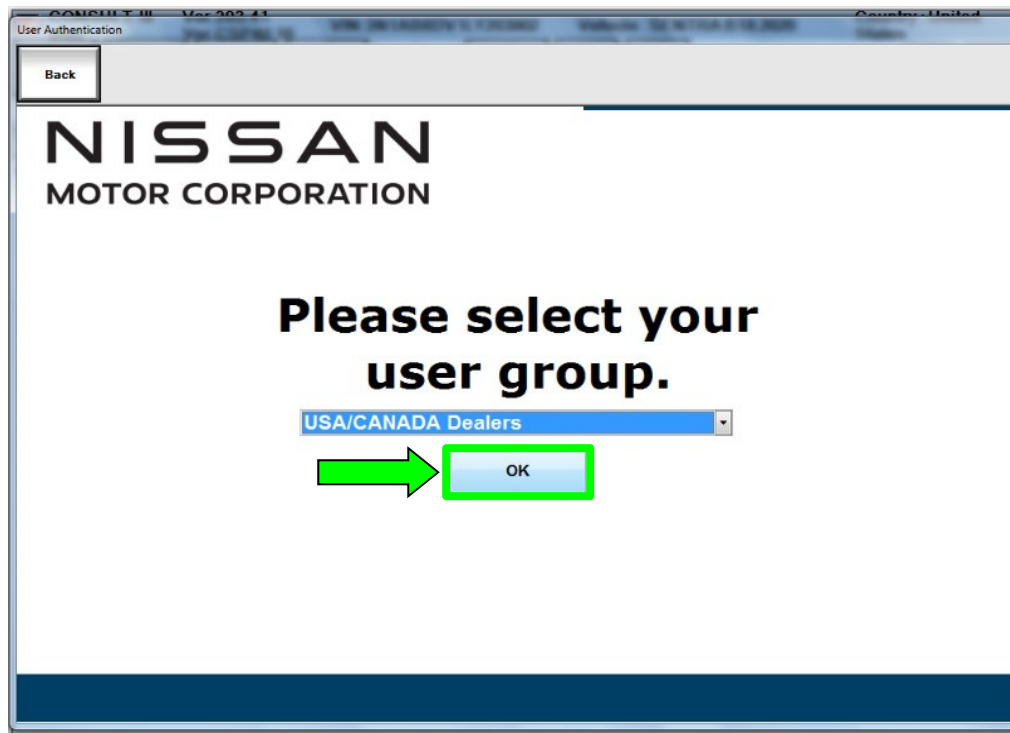 User Authentication
Back
NISSAN
MOTOR CORPORATION
Please select your
user group.
USA/CANADA Dealers
OK